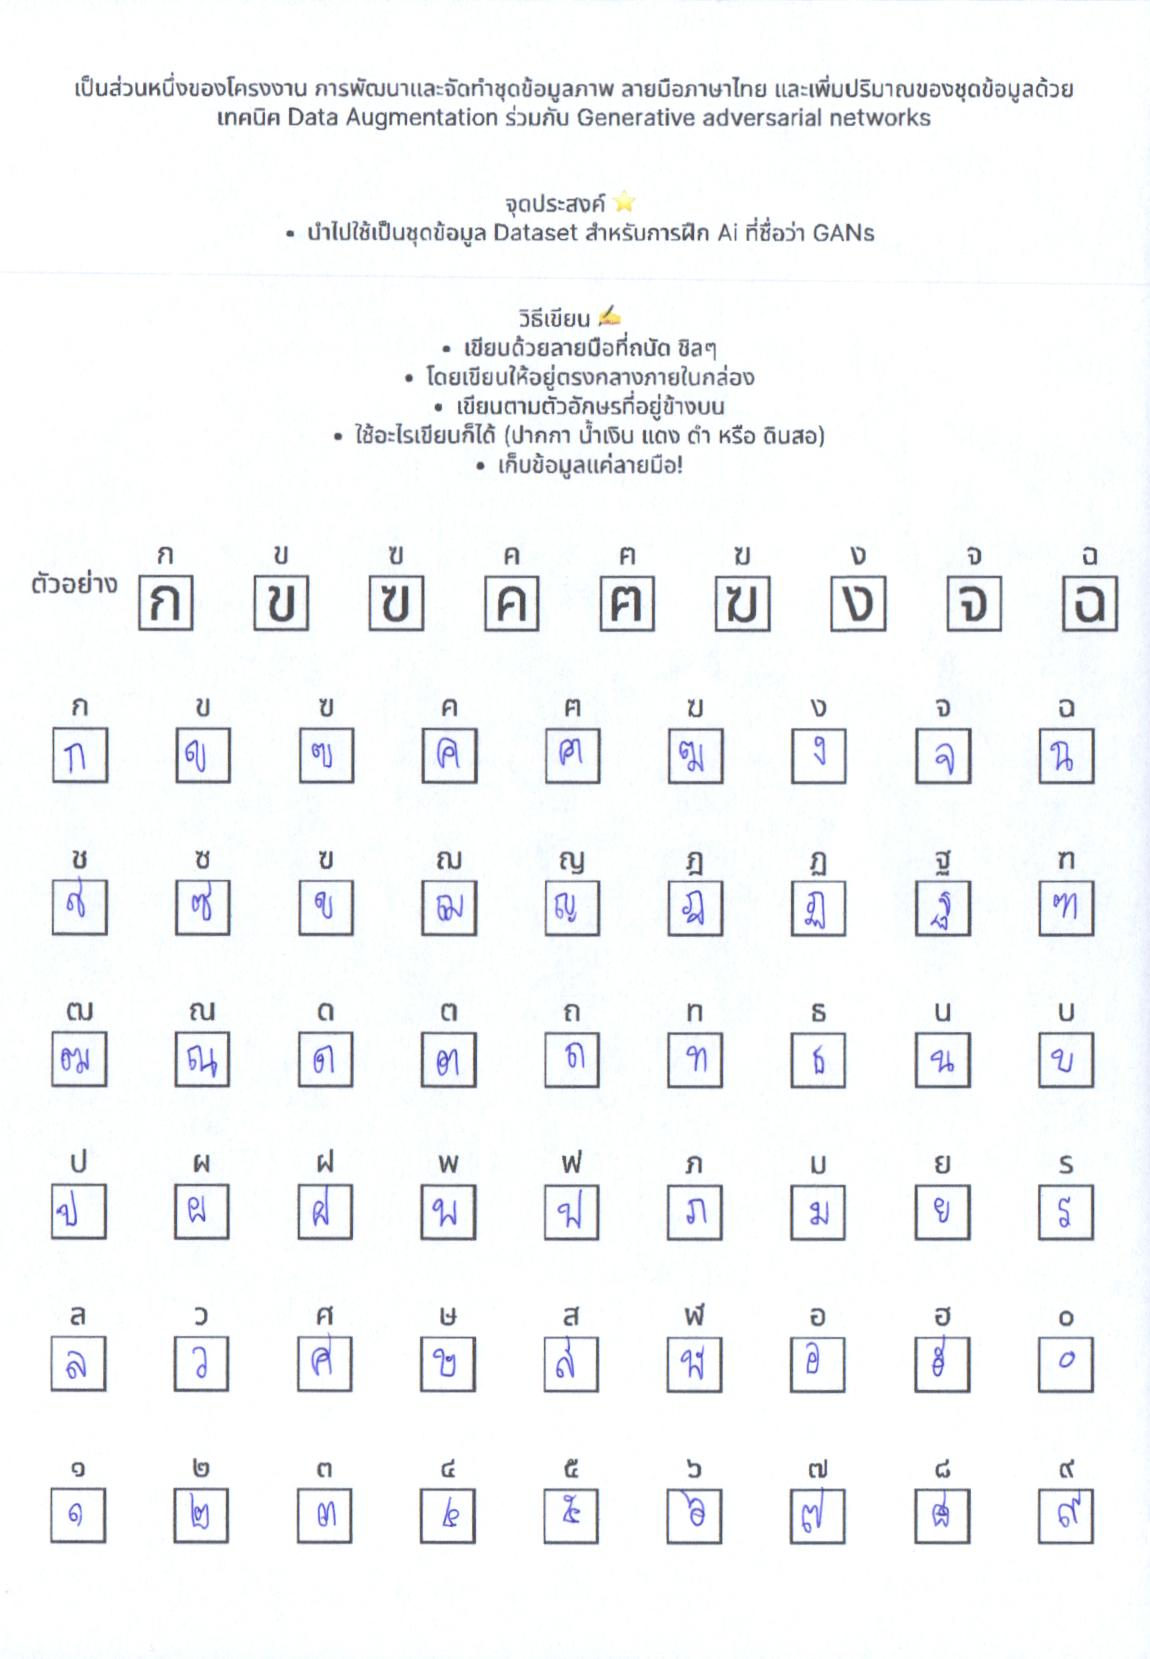 เป็นส่วนหนึ่งของโครงงาน การพัฒนาและจัดทำชุดข้อมูลภาพ ลายมือภาษาไทย และเพิ่มปริมาณของชุดข้อมูลด้วย
เทคนิค Data Augmentation ร่วมกับ Generative adversarial networks
จุดประสงค์ ⭐
• นำไปใช้เป็นชุดข้อมูล Dataset สำหรับการฝึก Ai ที่ชื่อว่า GANs
วิธีเขียน ✍
• เขียนด้วยลายมือที่ถนัด ชิลๆ
• โดยเขียนให้อยู่ตรงกลางภายในกล่อง
• เขียนตามตัวอักษรที่อยู่ข้างบน
• ใช้อะไรเขียนก็ได้ (ปากกา น้ำเงิน แดง ดำ หรือ ดินสอ)
• เก็บข้อมูลแค่ลายมือ!
ก ข ฃ ค ฅ ฆ ง จ ฉ
ตัวอย่าง ก ข ฃ ค ฅ ฆ ง จ ฉ
ก ข ฃ ค ฅ ฆ ง จ ฉ
ก ข ฃ ค ฅ ฆ ง จ ฉ
ช ซ ฃ ฌ ญ ฎ ฏ ฐ ฑ
ช ซ ข ฌ ญ ฎ ฏ ฐ ฑ
ฒ ณ ด ต ถ ท ธ น บ
ฒ ณ ด ต ถ ท ธ น บ
ป ผ ฝ พ ฟ ภ ม ย ร
ป ผ ฝ พ ฟ ภ ม ย ร
ล ว ศ ษ ส ฬ อ ฮ ๐
ล ว ศ ษ ส ฬ อ ฮ ๐
๑ ๒ ๓ ๔ ๕ ๖ ๗ ๘ ๙
๑ ๒ ๓ ๔ ๕ ๖ ๗ ๘ ๙